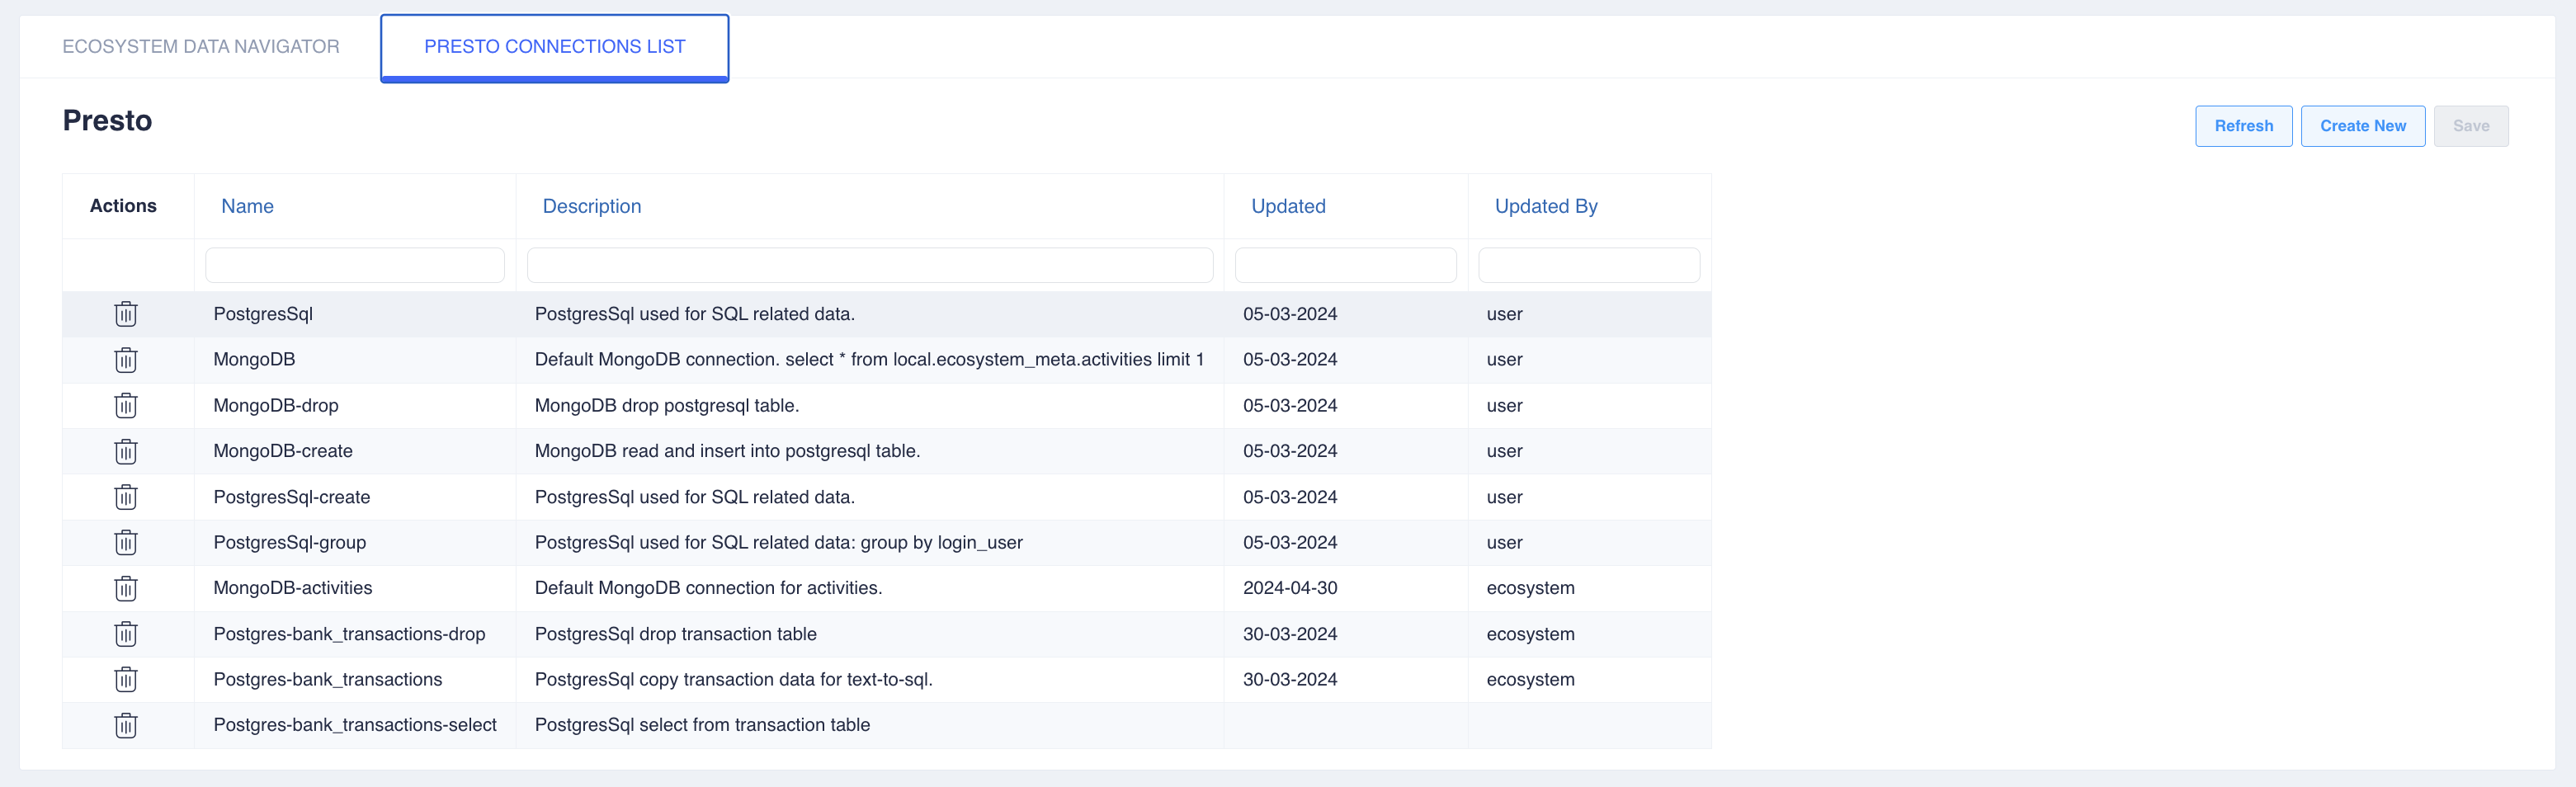 ECOSYSTEM DATA NAVIGATOR PRESTO CONNECTIONS LIST
Presto Refresh Create New Save
Actions Name Description Updated Updated By
PostgresSql PostgresSql used for SQL related data. 05-03-2024 user
MongoDB Default MongoDB connection. select * from local.ecosystem_meta.activities limit 1 05-03-2024 user
MongoDB-drop MongoDB drop postgresql table. 05-03-2024 user
MongoDB-create MongoDB read and insert into postgresql table. 05-03-2024 user
PostgresSql-create PostgresSql used for SQL related data. 05-03-2024 user
PostgresSql-group PostgresSql used for SQL related data: group by login_user 05-03-2024 user
MongoDB-activities Default MongoDB connection for activities. 2024-04-30 ecosystem
Postgres-bank_transactions-drop PostgresSql drop transaction table 30-03-2024 ecosystem
Postgres-bank_transactions PostgresSql copy transaction data for text-to-sql. 30-03-2024 ecosystem
Postgres-bank_transactions-select PostgresSql select from transaction table